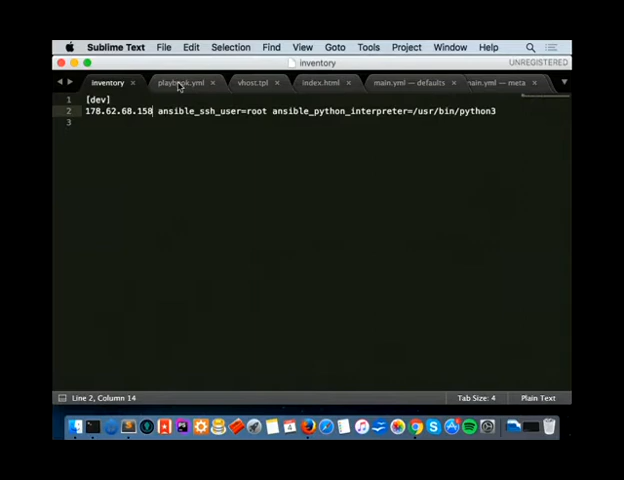 Sublime Text File Edit Selection Find View Goto Tools Project Window Help
inventory UNREGISTERED
inventory playbook.yml vhost.tpl index.html main.yml — defaults main.yml — meta
1 [dev]
2 178.62.68.158 ansible_ssh_user=root ansible_python_interpreter=/usr/bin/python3
3
Line 2, Column 14 Tab Size: 4 Plain Text